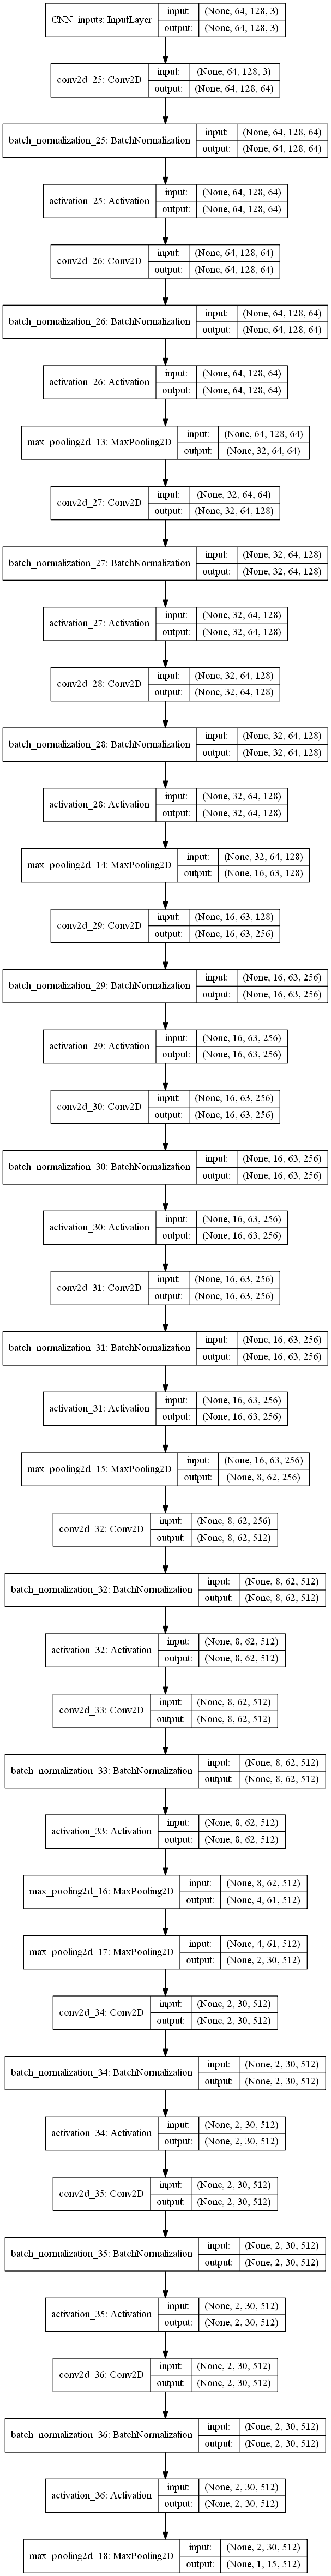 CNN_inputs: InputLayer
input: (None, 64, 128, 3)
output: (None, 64, 128, 3)
conv2d_25: Conv2D
input: (None, 64, 128, 3)
output: (None, 64, 128, 64)
batch_normalization_25: BatchNormalization
input: (None, 64, 128, 64)
output: (None, 64, 128, 64)
activation_25: Activation
input: (None, 64, 128, 64)
output: (None, 64, 128, 64)
conv2d_26: Conv2D
input: (None, 64, 128, 64)
output: (None, 64, 128, 64)
batch_normalization_26: BatchNormalization
input: (None, 64, 128, 64)
output: (None, 64, 128, 64)
activation_26: Activation
input: (None, 64, 128, 64)
output: (None, 64, 128, 64)
max_pooling2d_13: MaxPooling2D
input: (None, 64, 128, 64)
output: (None, 32, 64, 64)
conv2d_27: Conv2D
input: (None, 32, 64, 64)
output: (None, 32, 64, 128)
batch_normalization_27: BatchNormalization
input: (None, 32, 64, 128)
output: (None, 32, 64, 128)
activation_27: Activation
input: (None, 32, 64, 128)
output: (None, 32, 64, 128)
conv2d_28: Conv2D
input: (None, 32, 64, 128)
output: (None, 32, 64, 128)
batch_normalization_28: BatchNormalization
input: (None, 32, 64, 128)
output: (None, 32, 64, 128)
activation_28: Activation
input: (None, 32, 64, 128)
output: (None, 32, 64, 128)
max_pooling2d_14: MaxPooling2D
input: (None, 32, 64, 128)
output: (None, 16, 63, 128)
conv2d_29: Conv2D
input: (None, 16, 63, 128)
output: (None, 16, 63, 256)
batch_normalization_29: BatchNormalization
input: (None, 16, 63, 256)
output: (None, 16, 63, 256)
activation_29: Activation
input: (None, 16, 63, 256)
output: (None, 16, 63, 256)
conv2d_30: Conv2D
input: (None, 16, 63, 256)
output: (None, 16, 63, 256)
batch_normalization_30: BatchNormalization
input: (None, 16, 63, 256)
output: (None, 16, 63, 256)
activation_30: Activation
input: (None, 16, 63, 256)
output: (None, 16, 63, 256)
conv2d_31: Conv2D
input: (None, 16, 63, 256)
output: (None, 16, 63, 256)
batch_normalization_31: BatchNormalization
input: (None, 16, 63, 256)
output: (None, 16, 63, 256)
activation_31: Activation
input: (None, 16, 63, 256)
output: (None, 16, 63, 256)
max_pooling2d_15: MaxPooling2D
input: (None, 16, 63, 256)
output: (None, 8, 62, 256)
conv2d_32: Conv2D
input: (None, 8, 62, 256)
output: (None, 8, 62, 512)
batch_normalization_32: BatchNormalization
input: (None, 8, 62, 512)
output: (None, 8, 62, 512)
activation_32: Activation
input: (None, 8, 62, 512)
output: (None, 8, 62, 512)
conv2d_33: Conv2D
input: (None, 8, 62, 512)
output: (None, 8, 62, 512)
batch_normalization_33: BatchNormalization
input: (None, 8, 62, 512)
output: (None, 8, 62, 512)
activation_33: Activation
input: (None, 8, 62, 512)
output: (None, 8, 62, 512)
max_pooling2d_16: MaxPooling2D
input: (None, 8, 62, 512)
output: (None, 4, 61, 512)
max_pooling2d_17: MaxPooling2D
input: (None, 4, 61, 512)
output: (None, 2, 30, 512)
conv2d_34: Conv2D
input: (None, 2, 30, 512)
output: (None, 2, 30, 512)
batch_normalization_34: BatchNormalization
input: (None, 2, 30, 512)
output: (None, 2, 30, 512)
activation_34: Activation
input: (None, 2, 30, 512)
output: (None, 2, 30, 512)
conv2d_35: Conv2D
input: (None, 2, 30, 512)
output: (None, 2, 30, 512)
batch_normalization_35: BatchNormalization
input: (None, 2, 30, 512)
output: (None, 2, 30, 512)
activation_35: Activation
input: (None, 2, 30, 512)
output: (None, 2, 30, 512)
conv2d_36: Conv2D
input: (None, 2, 30, 512)
output: (None, 2, 30, 512)
batch_normalization_36: BatchNormalization
input: (None, 2, 30, 512)
output: (None, 2, 30, 512)
activation_36: Activation
input: (None, 2, 30, 512)
output: (None, 2, 30, 512)
max_pooling2d_18: MaxPooling2D
input: (None, 2, 30, 512)
output: (None, 1, 15, 512)